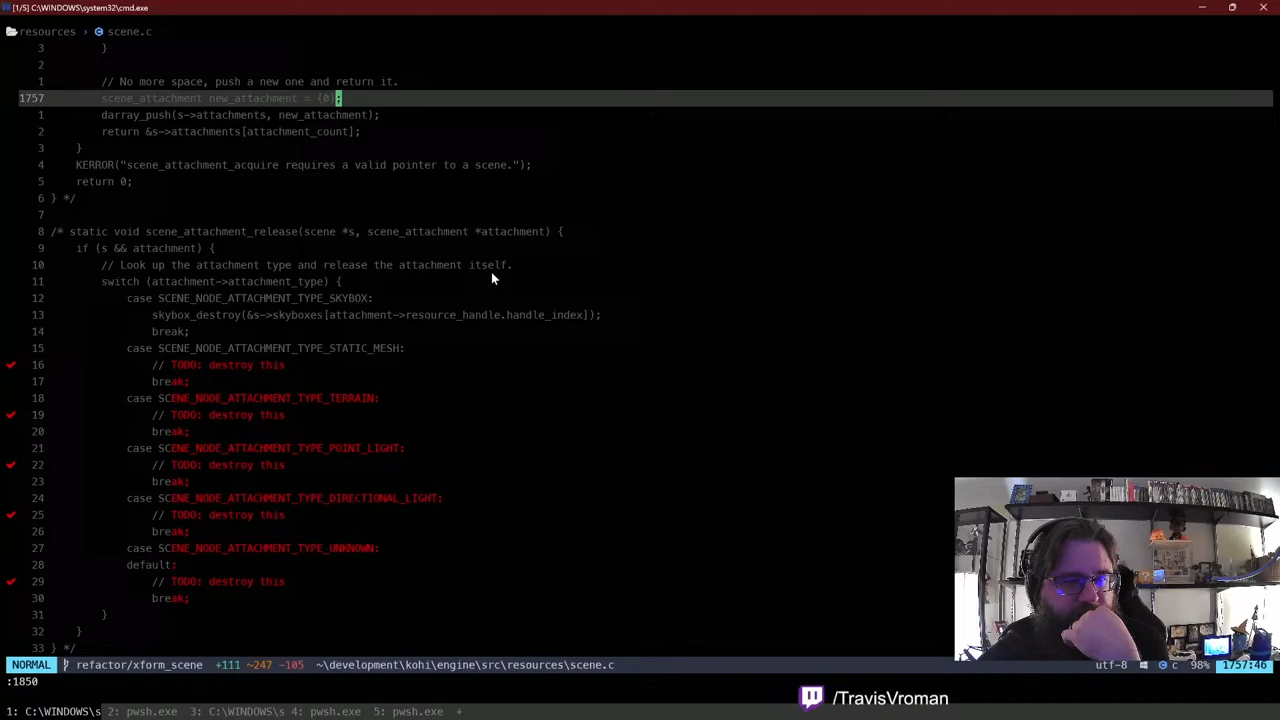 [1/5] C:\WINDOWS\system32\cmd.exe
resources › scene.c
3 }
2
1 // No more space, push a new one and return it.
1757 scene_attachment new_attachment = {0};
1 darray_push(s->attachments, new_attachment);
2 return &s->attachments[attachment_count];
3 }
4 KERROR("scene_attachment_acquire requires a valid pointer to a scene.");
5 return 0;
6 } */
7
8 /* static void scene_attachment_release(scene *s, scene_attachment *attachment) {
9 if (s && attachment) {
10 // Look up the attachment type and release the attachment itself.
11 switch (attachment->attachment_type) {
12 case SCENE_NODE_ATTACHMENT_TYPE_SKYBOX:
13 skybox_destroy(&s->skyboxes[attachment->resource_handle.handle_index]);
14 break;
15 case SCENE_NODE_ATTACHMENT_TYPE_STATIC_MESH:
16 // TODO: destroy this
17 break;
18 case SCENE_NODE_ATTACHMENT_TYPE_TERRAIN:
19 // TODO: destroy this
20 break;
21 case SCENE_NODE_ATTACHMENT_TYPE_POINT_LIGHT:
22 // TODO: destroy this
23 break;
24 case SCENE_NODE_ATTACHMENT_TYPE_DIRECTIONAL_LIGHT:
25 // TODO: destroy this
26 break;
27 case SCENE_NODE_ATTACHMENT_TYPE_UNKNOWN:
28 default:
29 // TODO: destroy this
30 break;
31 }
32 }
33 } */
NORMAL refactor/xform_scene +111 ~247 -105 ~\development\kohi\engine\src\resources\scene.c utf-8 c 98% 1757:46
:1850
/TravisVroman
1: C:\WINDOWS\s 2: pwsh.exe 3: C:\WINDOWS\s 4: pwsh.exe 5: pwsh.exe +